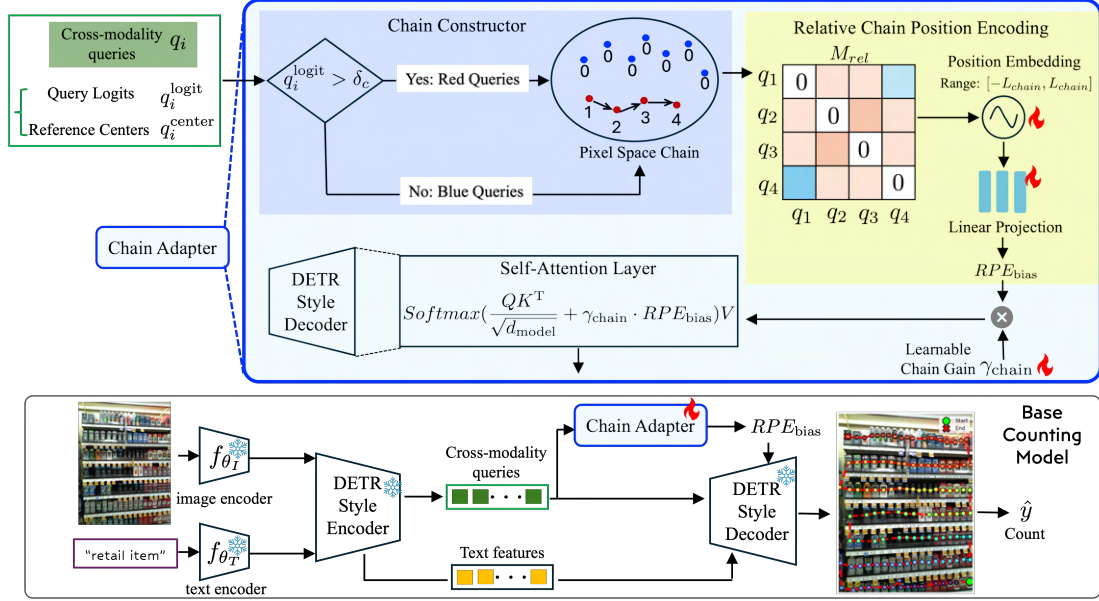 Cross-modality
queries q_i
Query Logits q_i^logit
Reference Centers q_i^center
Chain Adapter
Chain Constructor
q_i^logit > δ_c
Yes: Red Queries
No: Blue Queries
0 0 0 0 0 0 0
1 2 3 4
Pixel Space Chain
Relative Chain Position Encoding
M_rel
q_1 0
q_2 0
q_3 0
q_4 0
q_1 q_2 q_3 q_4
Position Embedding
Range: [-L_chain, L_chain]
Linear Projection
RPE_bias
Learnable
Chain Gain γ_chain
DETR
Style
Decoder
Self-Attention Layer
Softmax(QK^T / √d_model + γ_chain · RPE_bias)V
"retail item"
f_θ_I
image encoder
f_θ_T
text encoder
DETR
Style
Encoder
Cross-modality
queries
Text features
Chain Adapter
RPE_bias
DETR
Style
Decoder
Start
End
Base
Counting
Model
ŷ
Count